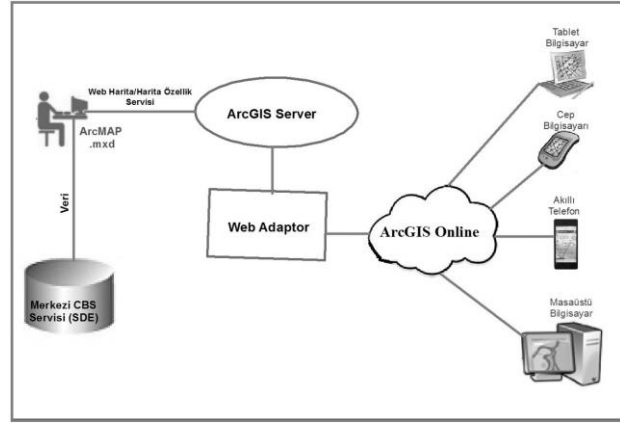 Tablet
Bilgisayar
Web Harita/Harita Özellik
Servisi
ArcGIS Server
ArcMAP
.mxd
Cep
Bilgisayarı
Veri
Web Adaptor
ArcGIS Online
Akıllı
Telefon
Merkezi CBS
Servisi (SDE)
Masaüstü
Bilgisayar